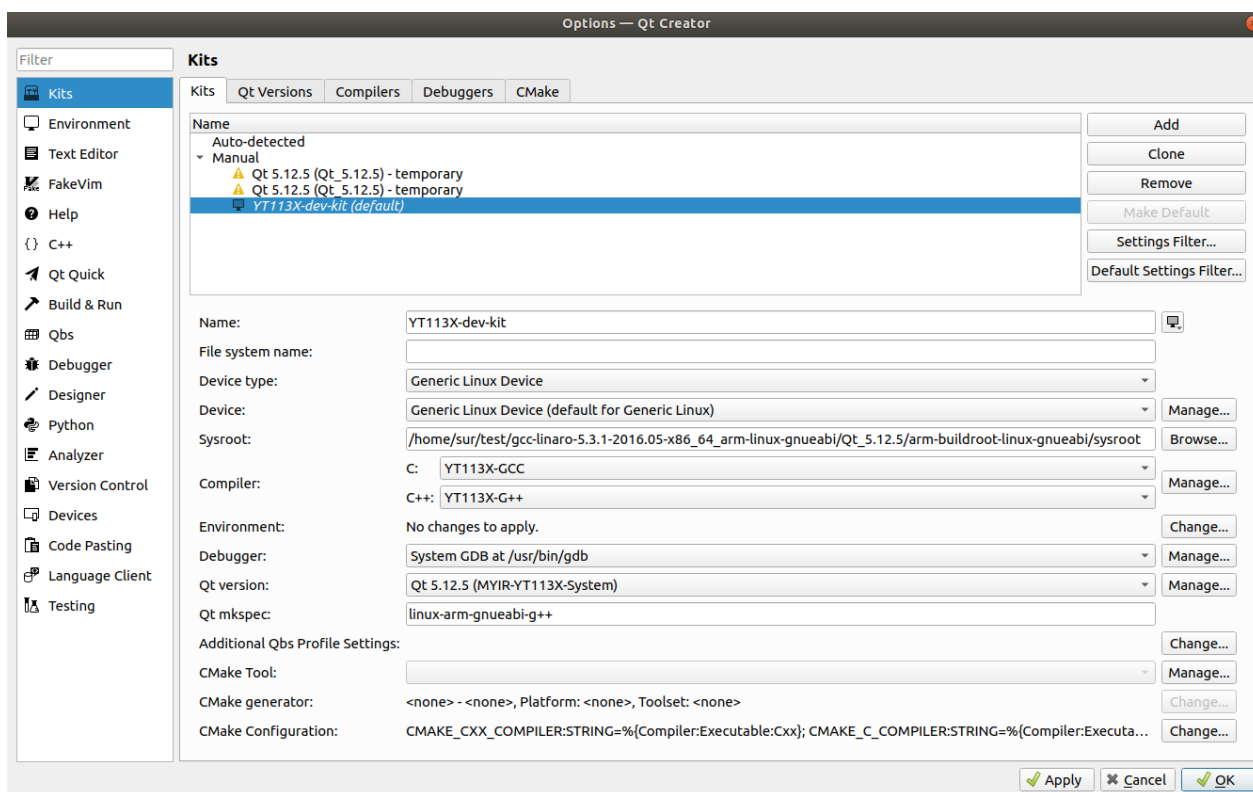 Options — Qt Creator
Filter
Kits
Environment
Text Editor
FakeVim
Help
{} C++
Qt Quick
Build & Run
Qbs
Debugger
Designer
Python
Analyzer
Version Control
Devices
Code Pasting
Language Client
Testing
Kits
Kits Qt Versions Compilers Debuggers CMake
Name
Auto-detected
Manual
Qt 5.12.5 (Qt_5.12.5) - temporary
Qt 5.12.5 (Qt_5.12.5) - temporary
YT113X-dev-kit (default)
Add
Clone
Remove
Make Default
Settings Filter...
Default Settings Filter...
Name: YT113X-dev-kit
File system name:
Device type: Generic Linux Device
Device: Generic Linux Device (default for Generic Linux) Manage...
Sysroot: /home/sur/test/gcc-linaro-5.3.1-2016.05-x86_64_arm-linux-gnueabi/Qt_5.12.5/arm-buildroot-linux-gnueabi/sysroot Browse...
Compiler: C: YT113X-GCC
C++: YT113X-G++ Manage...
Environment: No changes to apply. Change...
Debugger: System GDB at /usr/bin/gdb Manage...
Qt version: Qt 5.12.5 (MYIR-YT113X-System) Manage...
Qt mkspec: linux-arm-gnueabi-g++
Additional Qbs Profile Settings: Change...
CMake Tool: Manage...
CMake generator: <none> - <none>, Platform: <none>, Toolset: <none> Change...
CMake Configuration: CMAKE_CXX_COMPILER:STRING=%{Compiler:Executable:Cxx}; CMAKE_C_COMPILER:STRING=%{Compiler:Executa... Change...
Apply Cancel OK